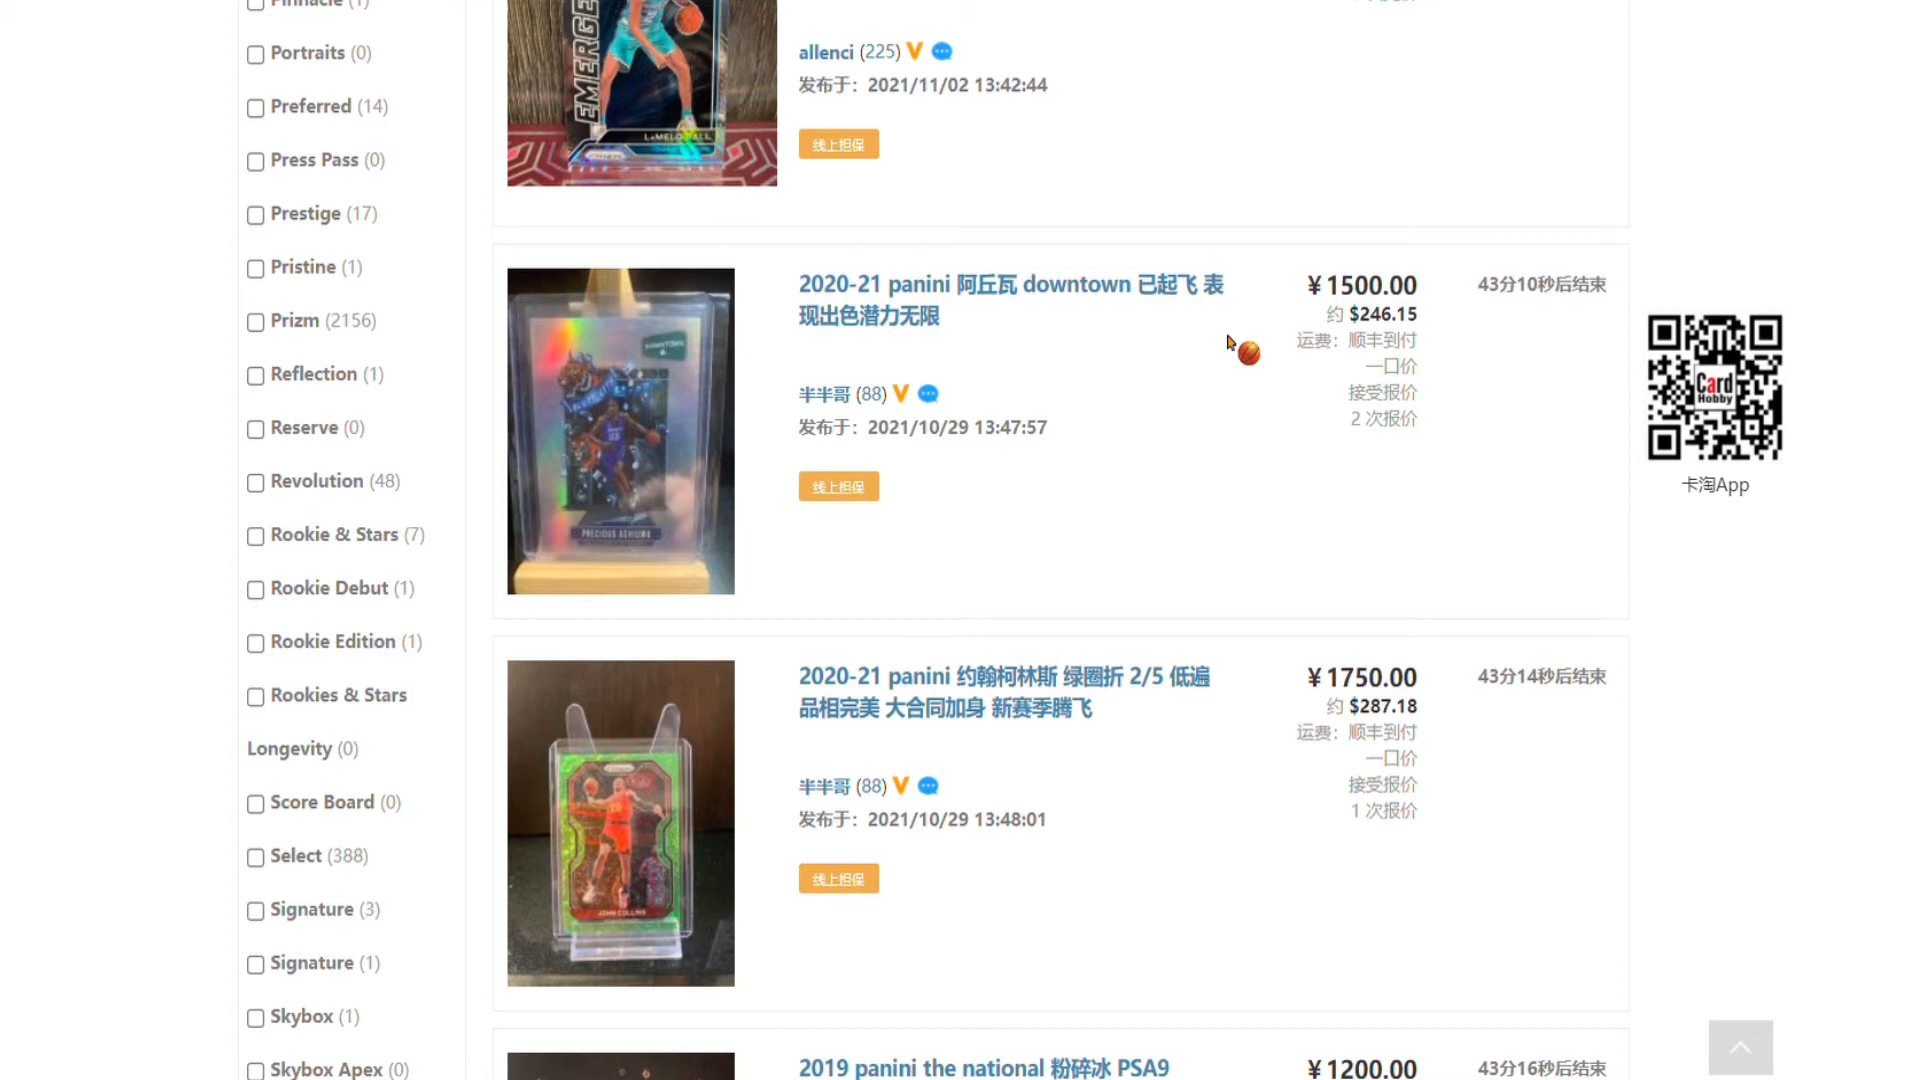 Pinnacle (1)
Portraits (0)
Preferred (14)
Press Pass (0)
Prestige (17)
Pristine (1)
Prizm (2156)
Reflection (1)
Reserve (0)
Revolution (48)
Rookie & Stars (7)
Rookie Debut (1)
Rookie Edition (1)
Rookies & Stars
Longevity (0)
Score Board (0)
Select (388)
Signature (3)
Signature (1)
Skybox (1)
Skybox Apex (0)
EMERGE
LAMELO BALL
allenci (225)
发布于：2021/11/02 13:42:44
线上担保
DOWNTOWN
PRECIOUS ACHIUWA
2020-21 panini 阿丘瓦 downtown 已起飞 表
现出色潜力无限
半半哥 (88)
发布于：2021/10/29 13:47:57
线上担保
¥ 1500.00
约 $246.15
运费：顺丰到付
一口价
接受报价
2 次报价
43分10秒后结束
JOHN COLLINS
2020-21 panini 约翰柯林斯 绿圈折 2/5 低遍
品相完美 大合同加身 新赛季腾飞
半半哥 (88)
发布于：2021/10/29 13:48:01
线上担保
¥ 1750.00
约 $287.18
运费：顺丰到付
一口价
接受报价
1 次报价
43分14秒后结束
2019 panini the national 粉碎冰 PSA9
¥ 1200.00
43分16秒后结束
Card
Hobby
卡淘App